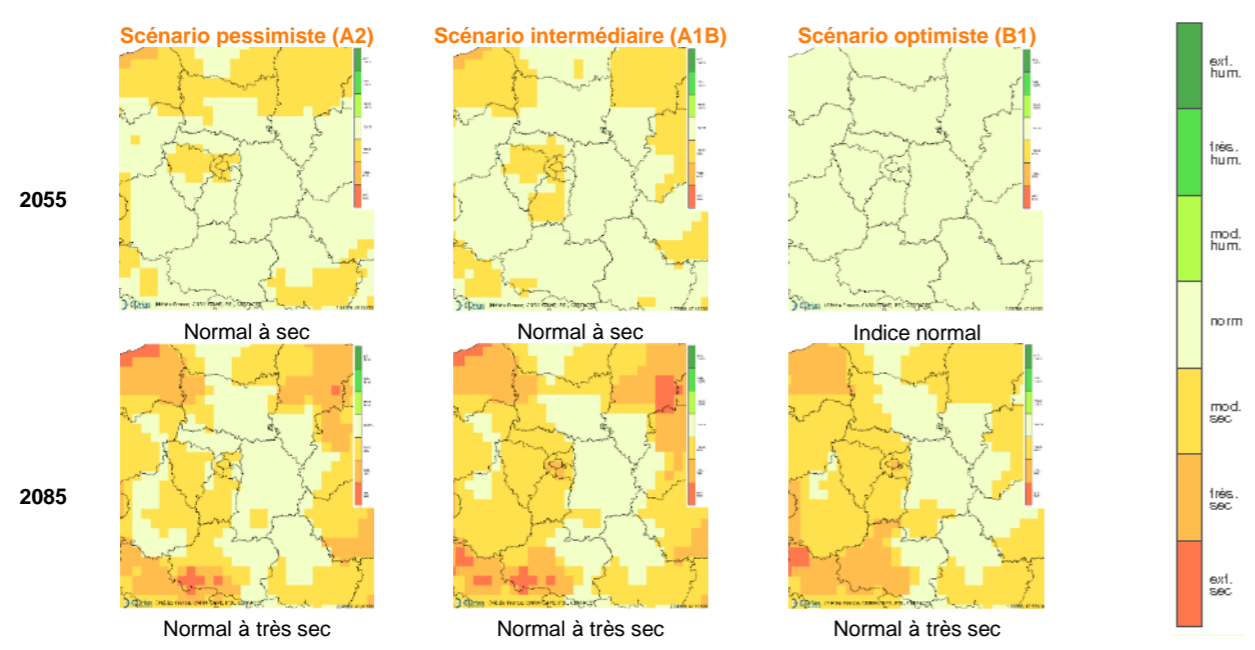 Scénario pessimiste (A2)
Scénario intermédiaire (A1B)
Scénario optimiste (B1)
2055
Normal à sec
Normal à sec
Indice normal
2085
Normal à très sec
Normal à très sec
Normal à très sec
ext.
hum.
très.
hum.
mod.
hum.
norm
mod.
sec
très.
sec
ext.
sec